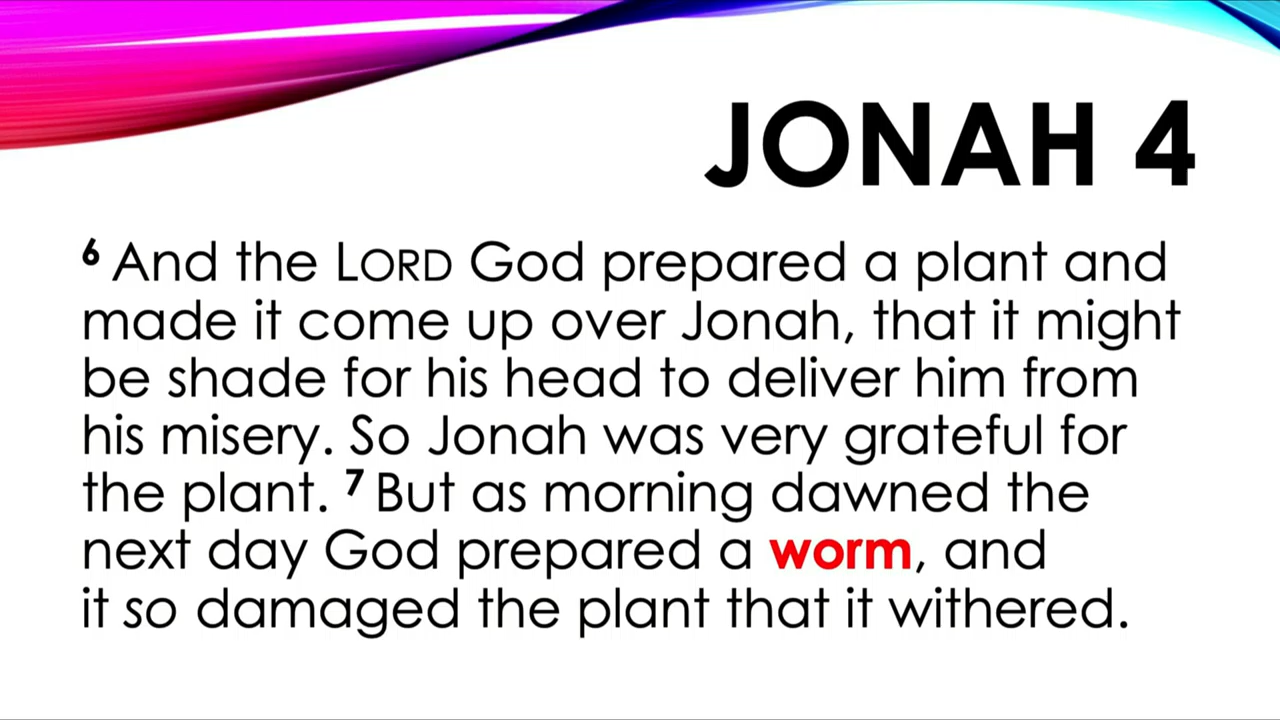 JONAH 4
6 And the LORD God prepared a plant and
made it come up over Jonah, that it might
be shade for his head to deliver him from
his misery. So Jonah was very grateful for
the plant. 7 But as morning dawned the
next day God prepared a worm, and
it so damaged the plant that it withered.